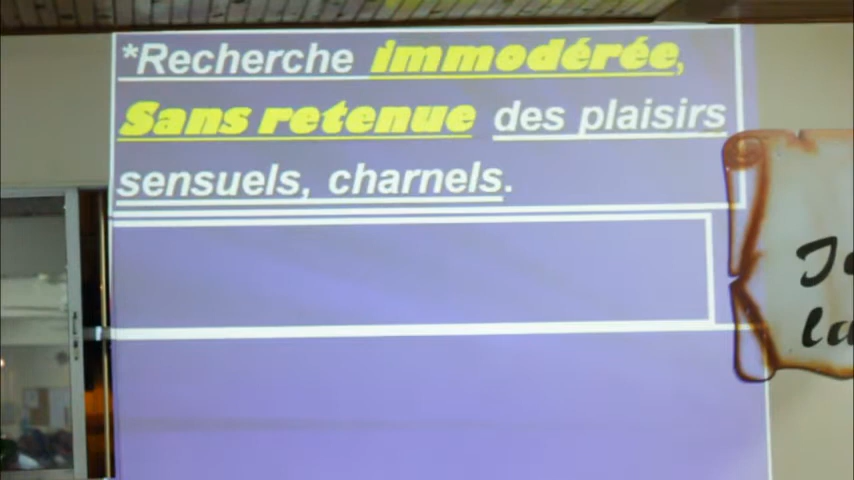 *Recherche immodérée,
Sans retenue des plaisirs
sensuels, charnels.